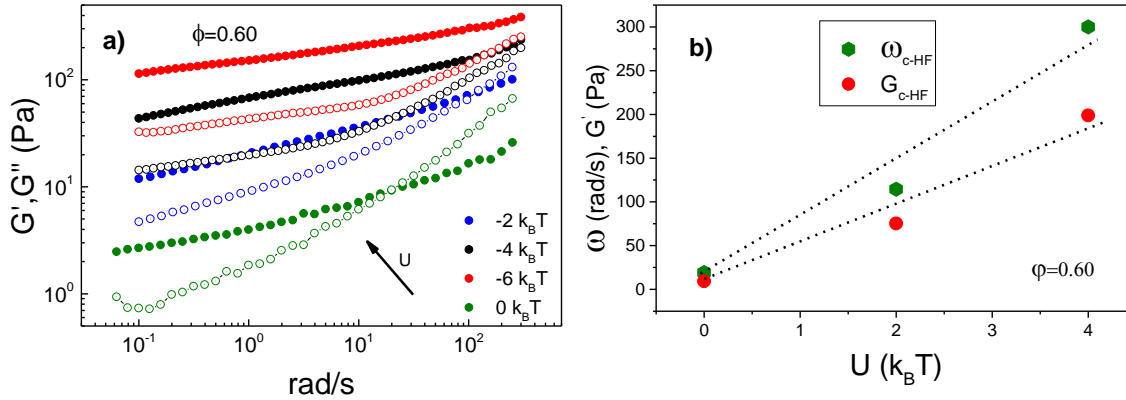 a)
ϕ=0.60
G',G'' (Pa)
10²
10¹
10⁰
-2 k_BT
-4 k_BT
-6 k_BT
0 k_BT
U
10⁻¹ 10⁰ 10¹ 10² 
rad/s
b)
ω_c-HF
G_c-HF
ω (rad/s), G' (Pa)
300
250
200
150
100
50
0
φ=0.60
0 1 2 3 4
U (k_BT)